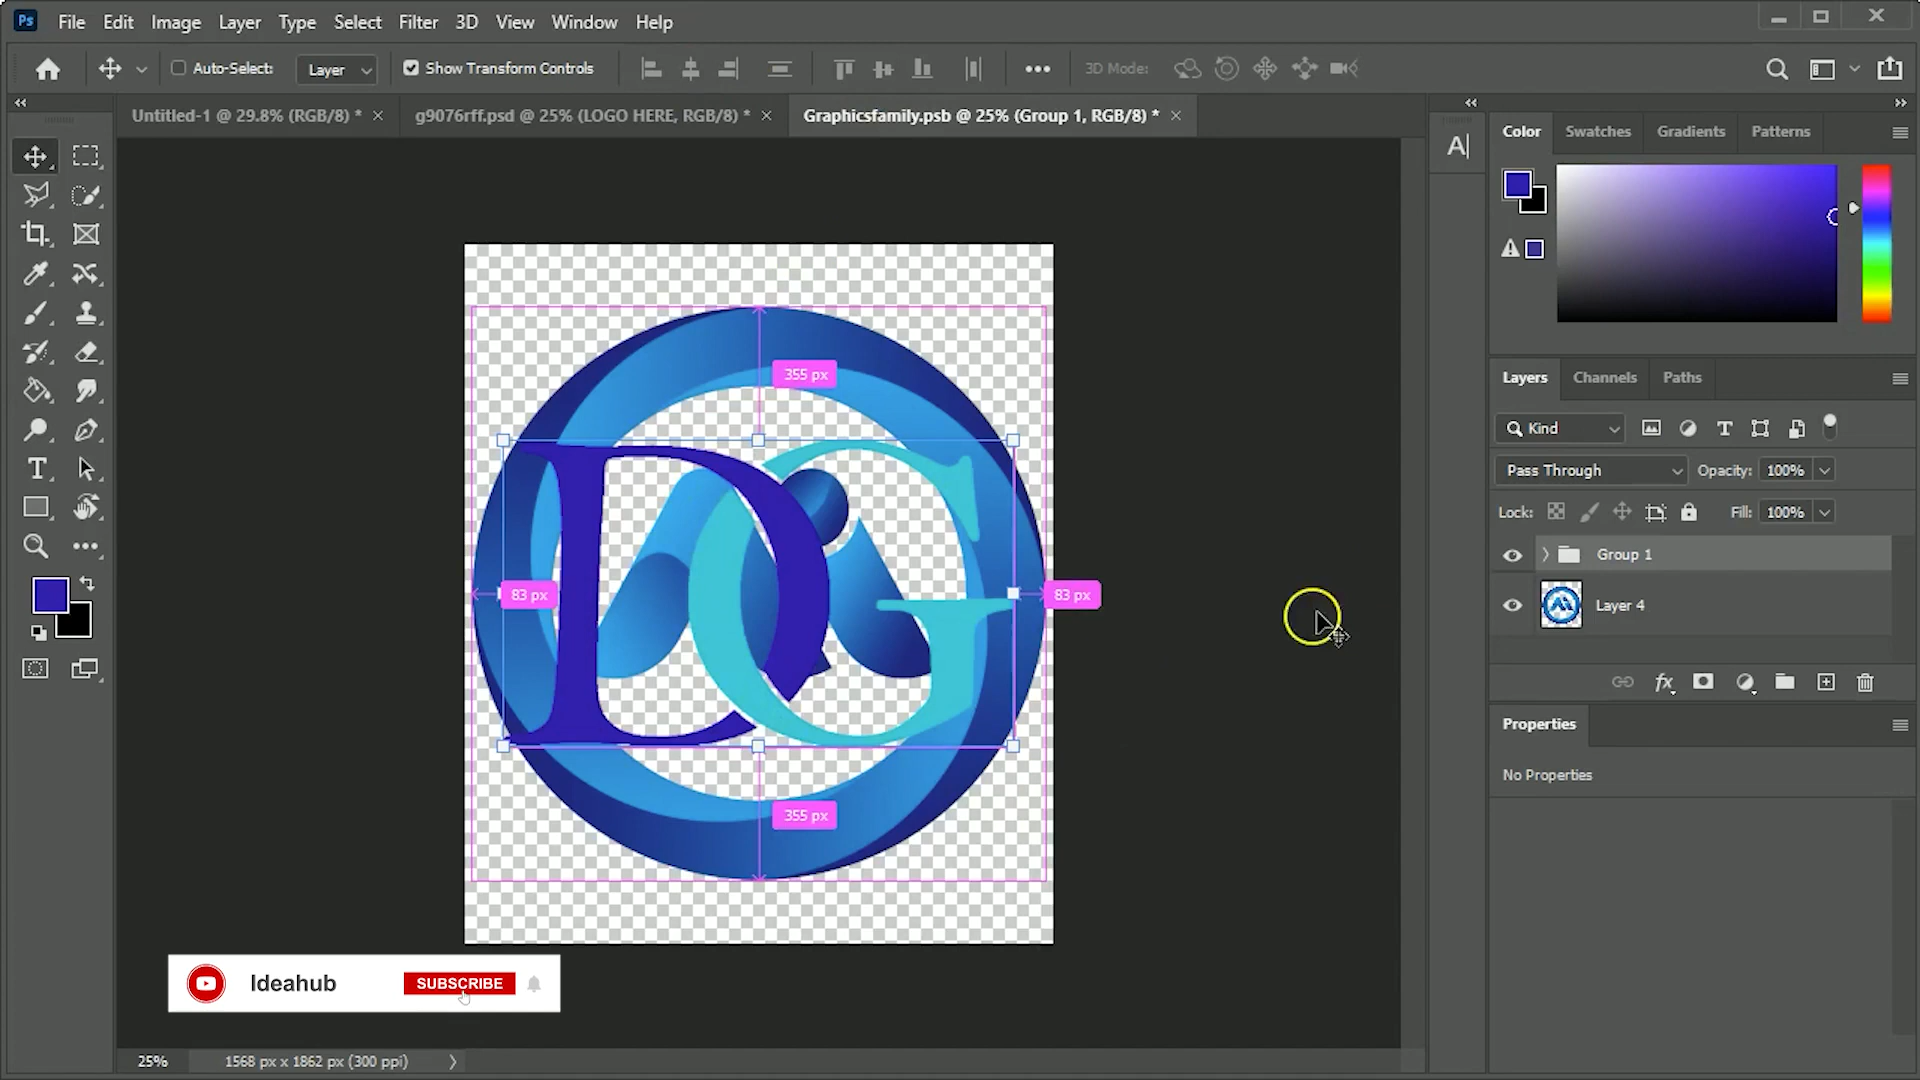 Ps File Edit Image Layer Type Select Filter 3D View Window Help
Auto-Select: Layer Show Transform Controls 3D Mode:
Untitled-1 @ 29.8% (RGB/8) * g9076rff.psd @ 25% (LOGO HERE, RGB/8) * Graphicsfamily.psb @ 25% (Group 1, RGB/8) *
A
Color Swatches Gradients Patterns
355 px
DG
83 px 83 px
355 px
Layers Channels Paths
Kind
Pass Through Opacity: 100%
Lock: Fill: 100%
Group 1
Layer 4
Properties
No Properties
Ideahub SUBSCRIBE
25% 1568 px x 1862 px (300 ppi)